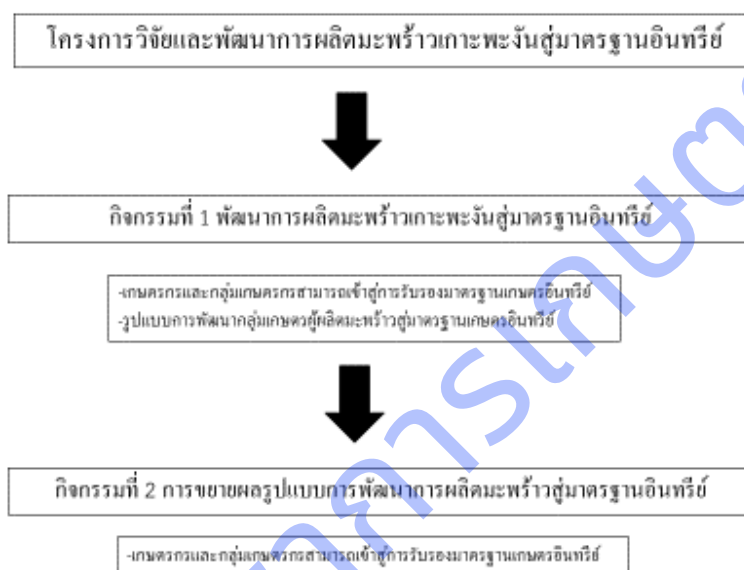 โครงการวิจัยและพัฒนาการผลิตมะพร้าวเกาะพะงันสู่มาตรฐานอินทรีย์
กิจกรรมที่ 1 พัฒนาการผลิตมะพร้าวเกาะพะงันสู่มาตรฐานอินทรีย์
-เกษตรกรและกลุ่มเกษตรกรสามารถเข้าสู่การรับรองมาตรฐานเกษตรอินทรีย์
-รูปแบบการพัฒนากลุ่มเกษตรผู้ผลิตมะพร้าวสู่มาตรฐานเกษตรอินทรีย์
กิจกรรมที่ 2 การขยายผลรูปแบบการพัฒนาการผลิตมะพร้าวสู่มาตรฐานอินทรีย์
-เกษตรกรและกลุ่มเกษตรกรสามารถเข้าสู่การรับรองมาตรฐานเกษตรอินทรีย์